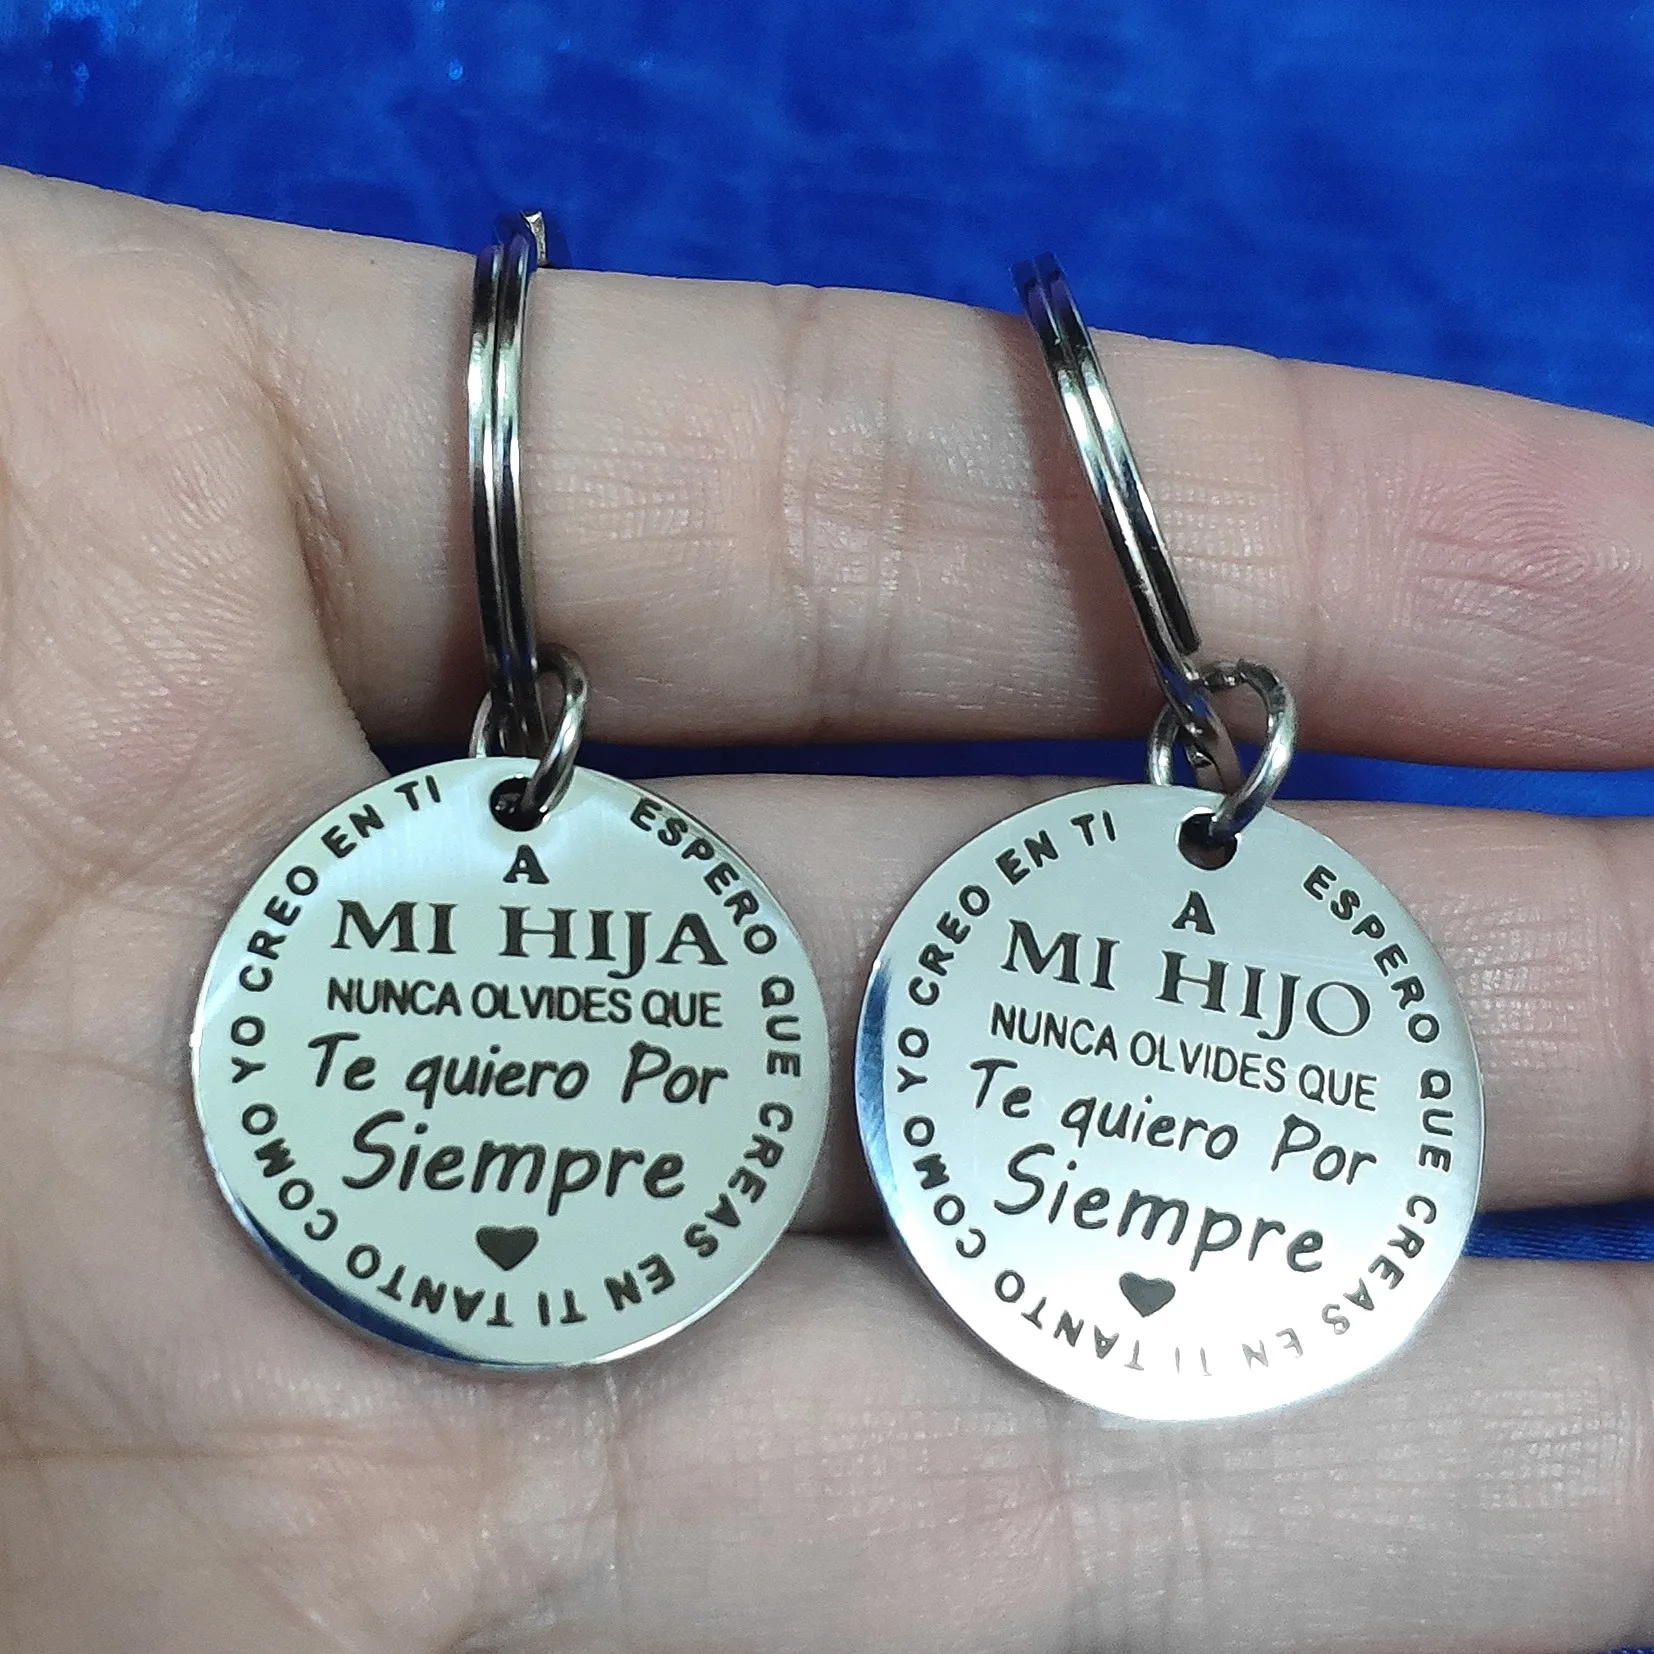 A
MI HIJA
NUNCA OLVIDES QUE
Te quiero Por
Siempre
ESPERO QUE CREAS EN TI TANTO COMO YO CREO EN TI
A
MI HIJO
NUNCA OLVIDES QUE
Te quiero Por
Siempre
ESPERO QUE CREAS EN TI TANTO COMO YO CREO EN TI